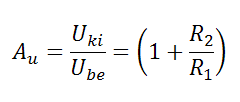 A_u = U_ki / U_be = (1 + R_2 / R_1)